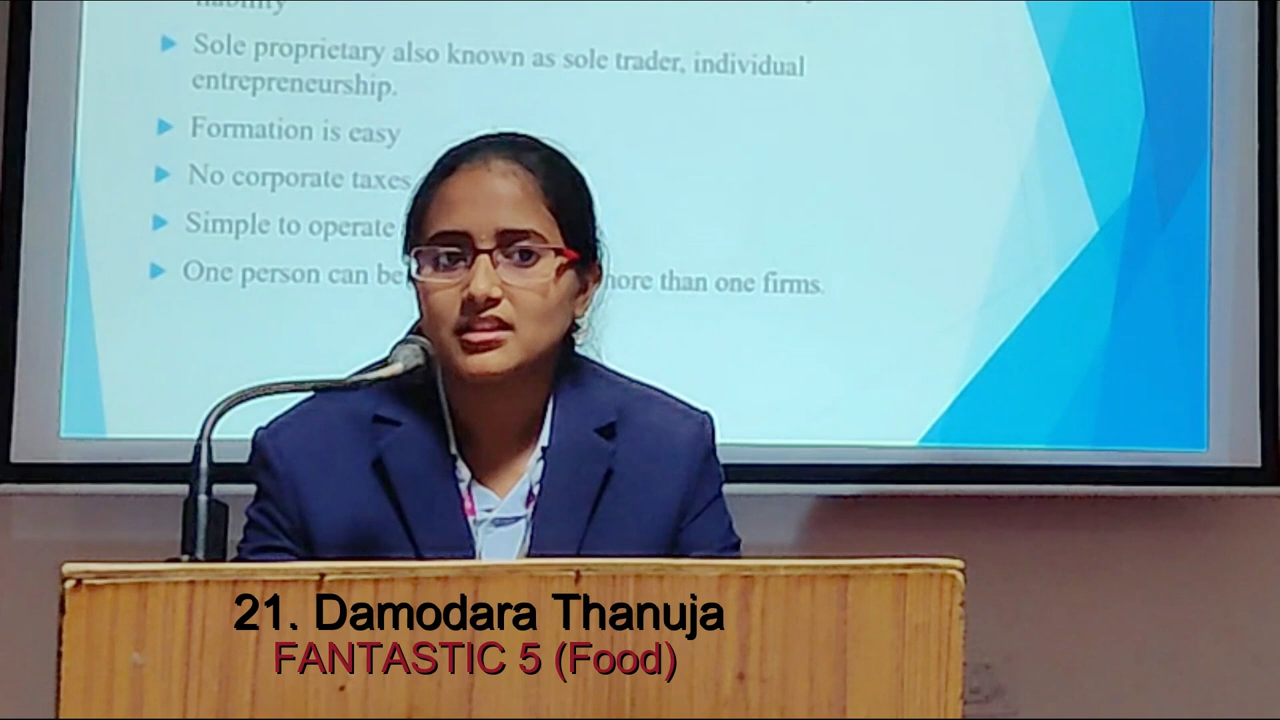 liability
Sole proprietary also known as sole trader, individual
entrepreneurship.
Formation is easy
No corporate taxes
Simple to operate
One person can be more than one firms.
21. Damodara Thanuja
FANTASTIC 5 (Food)